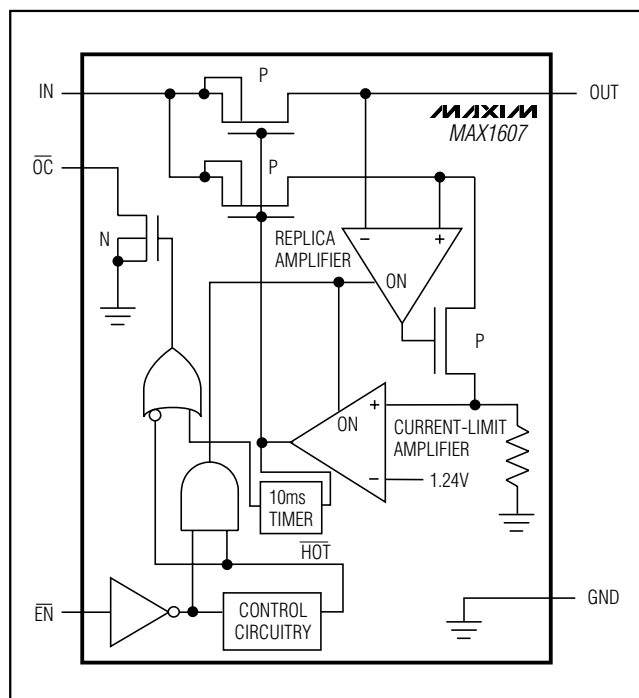 P
IN
OUT
MAXIM
MAX1607
OC
P
N
REPLICA
AMPLIFIER
−
+
ON
P
+
ON
CURRENT-LIMIT
AMPLIFIER
−
1.24V
10ms
TIMER
HOT
EN
CONTROL
CIRCUITRY
GND